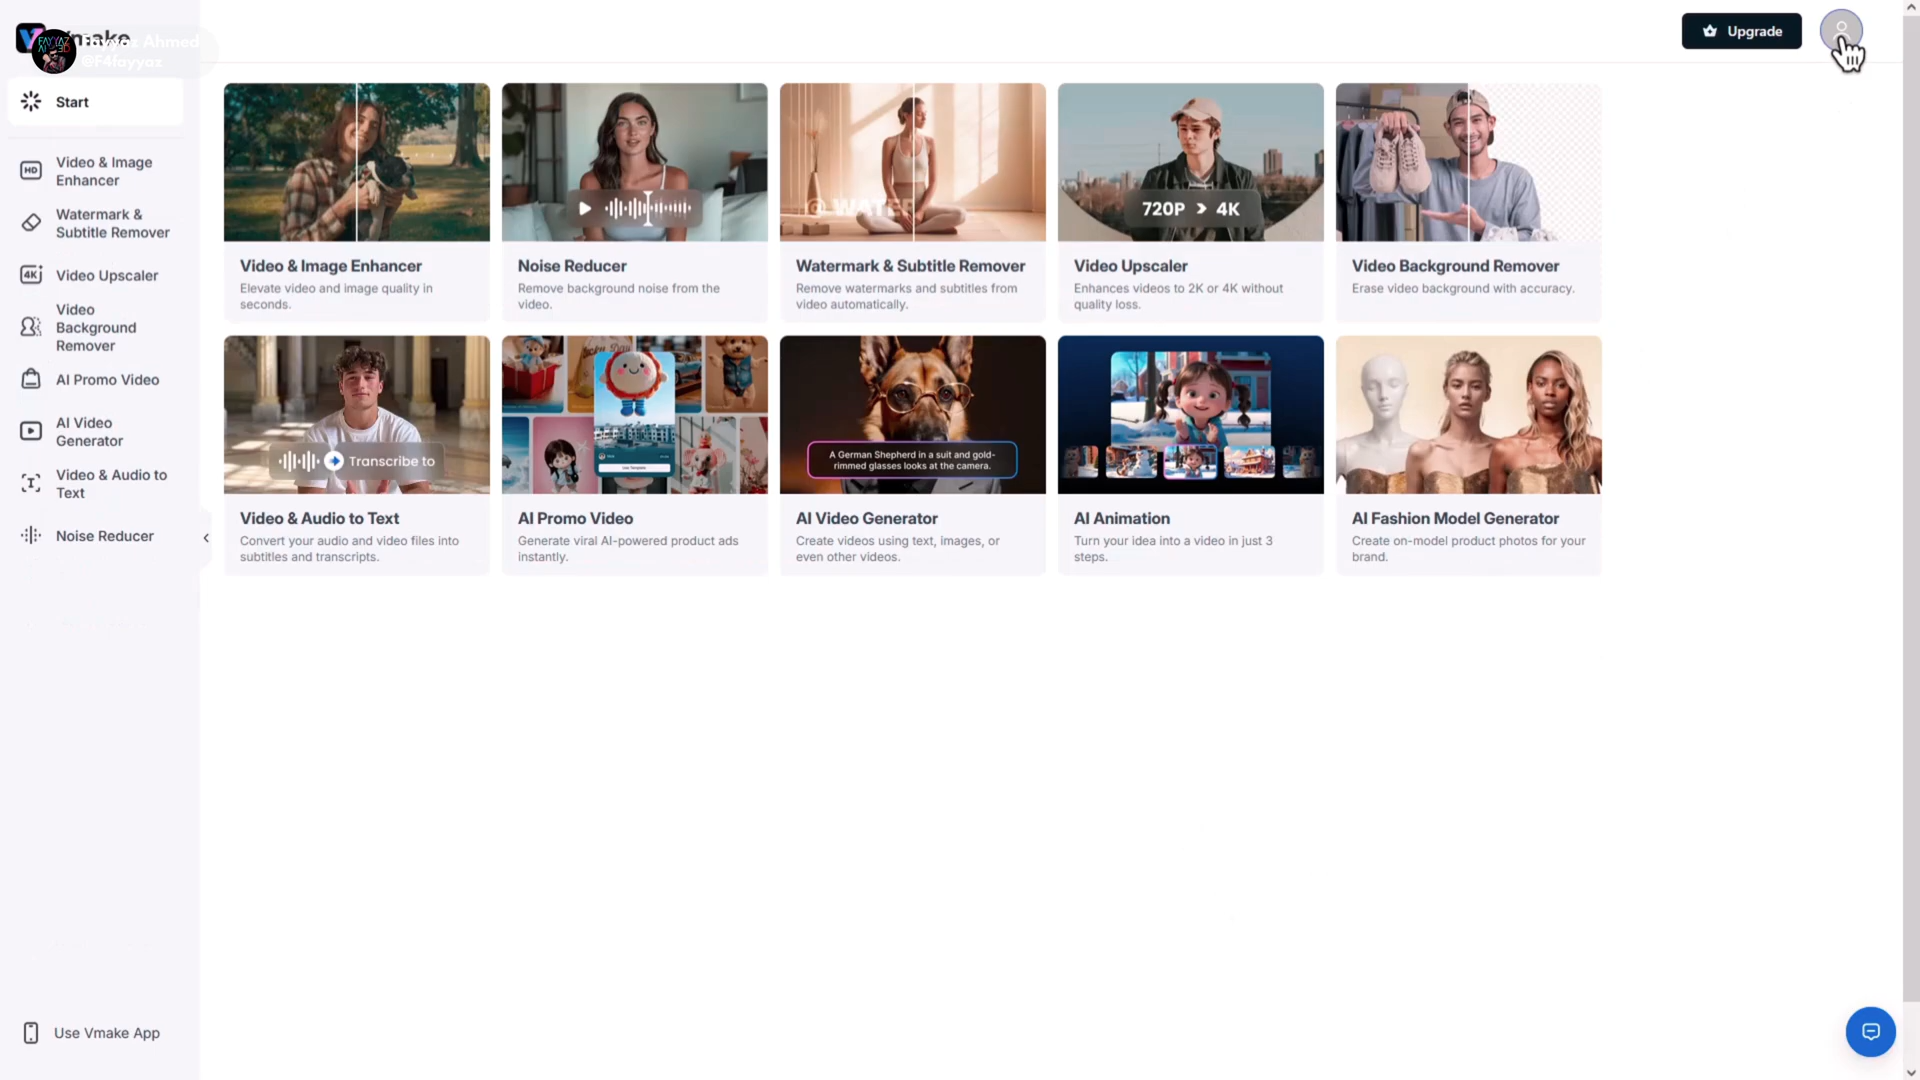 Fayyaz Ahmed
@F4fayyaz
Upgrade
Start
Video & Image
Enhancer
Watermark &
Subtitle Remover
Video Upscaler
Video
Background
Remover
AI Promo Video
AI Video
Generator
Video & Audio to
Text
Noise Reducer
Use Vmake App
Video & Image Enhancer
Elevate video and image quality in
seconds.
Noise Reducer
Remove background noise from the
video.
Watermark & Subtitle Remover
Remove watermarks and subtitles from
video automatically.
720P > 4K
Video Upscaler
Enhances videos to 2K or 4K without
quality loss.
Video Background Remover
Erase video background with accuracy.
Transcribe to
Video & Audio to Text
Convert your audio and video files into
subtitles and transcripts.
AI Promo Video
Generate viral AI-powered product ads
instantly.
A German Shepherd in a suit and gold-
rimmed glasses looks at the camera.
AI Video Generator
Create videos using text, images, or
even other videos.
AI Animation
Turn your idea into a video in just 3
steps.
AI Fashion Model Generator
Create on-model product photos for your
brand.